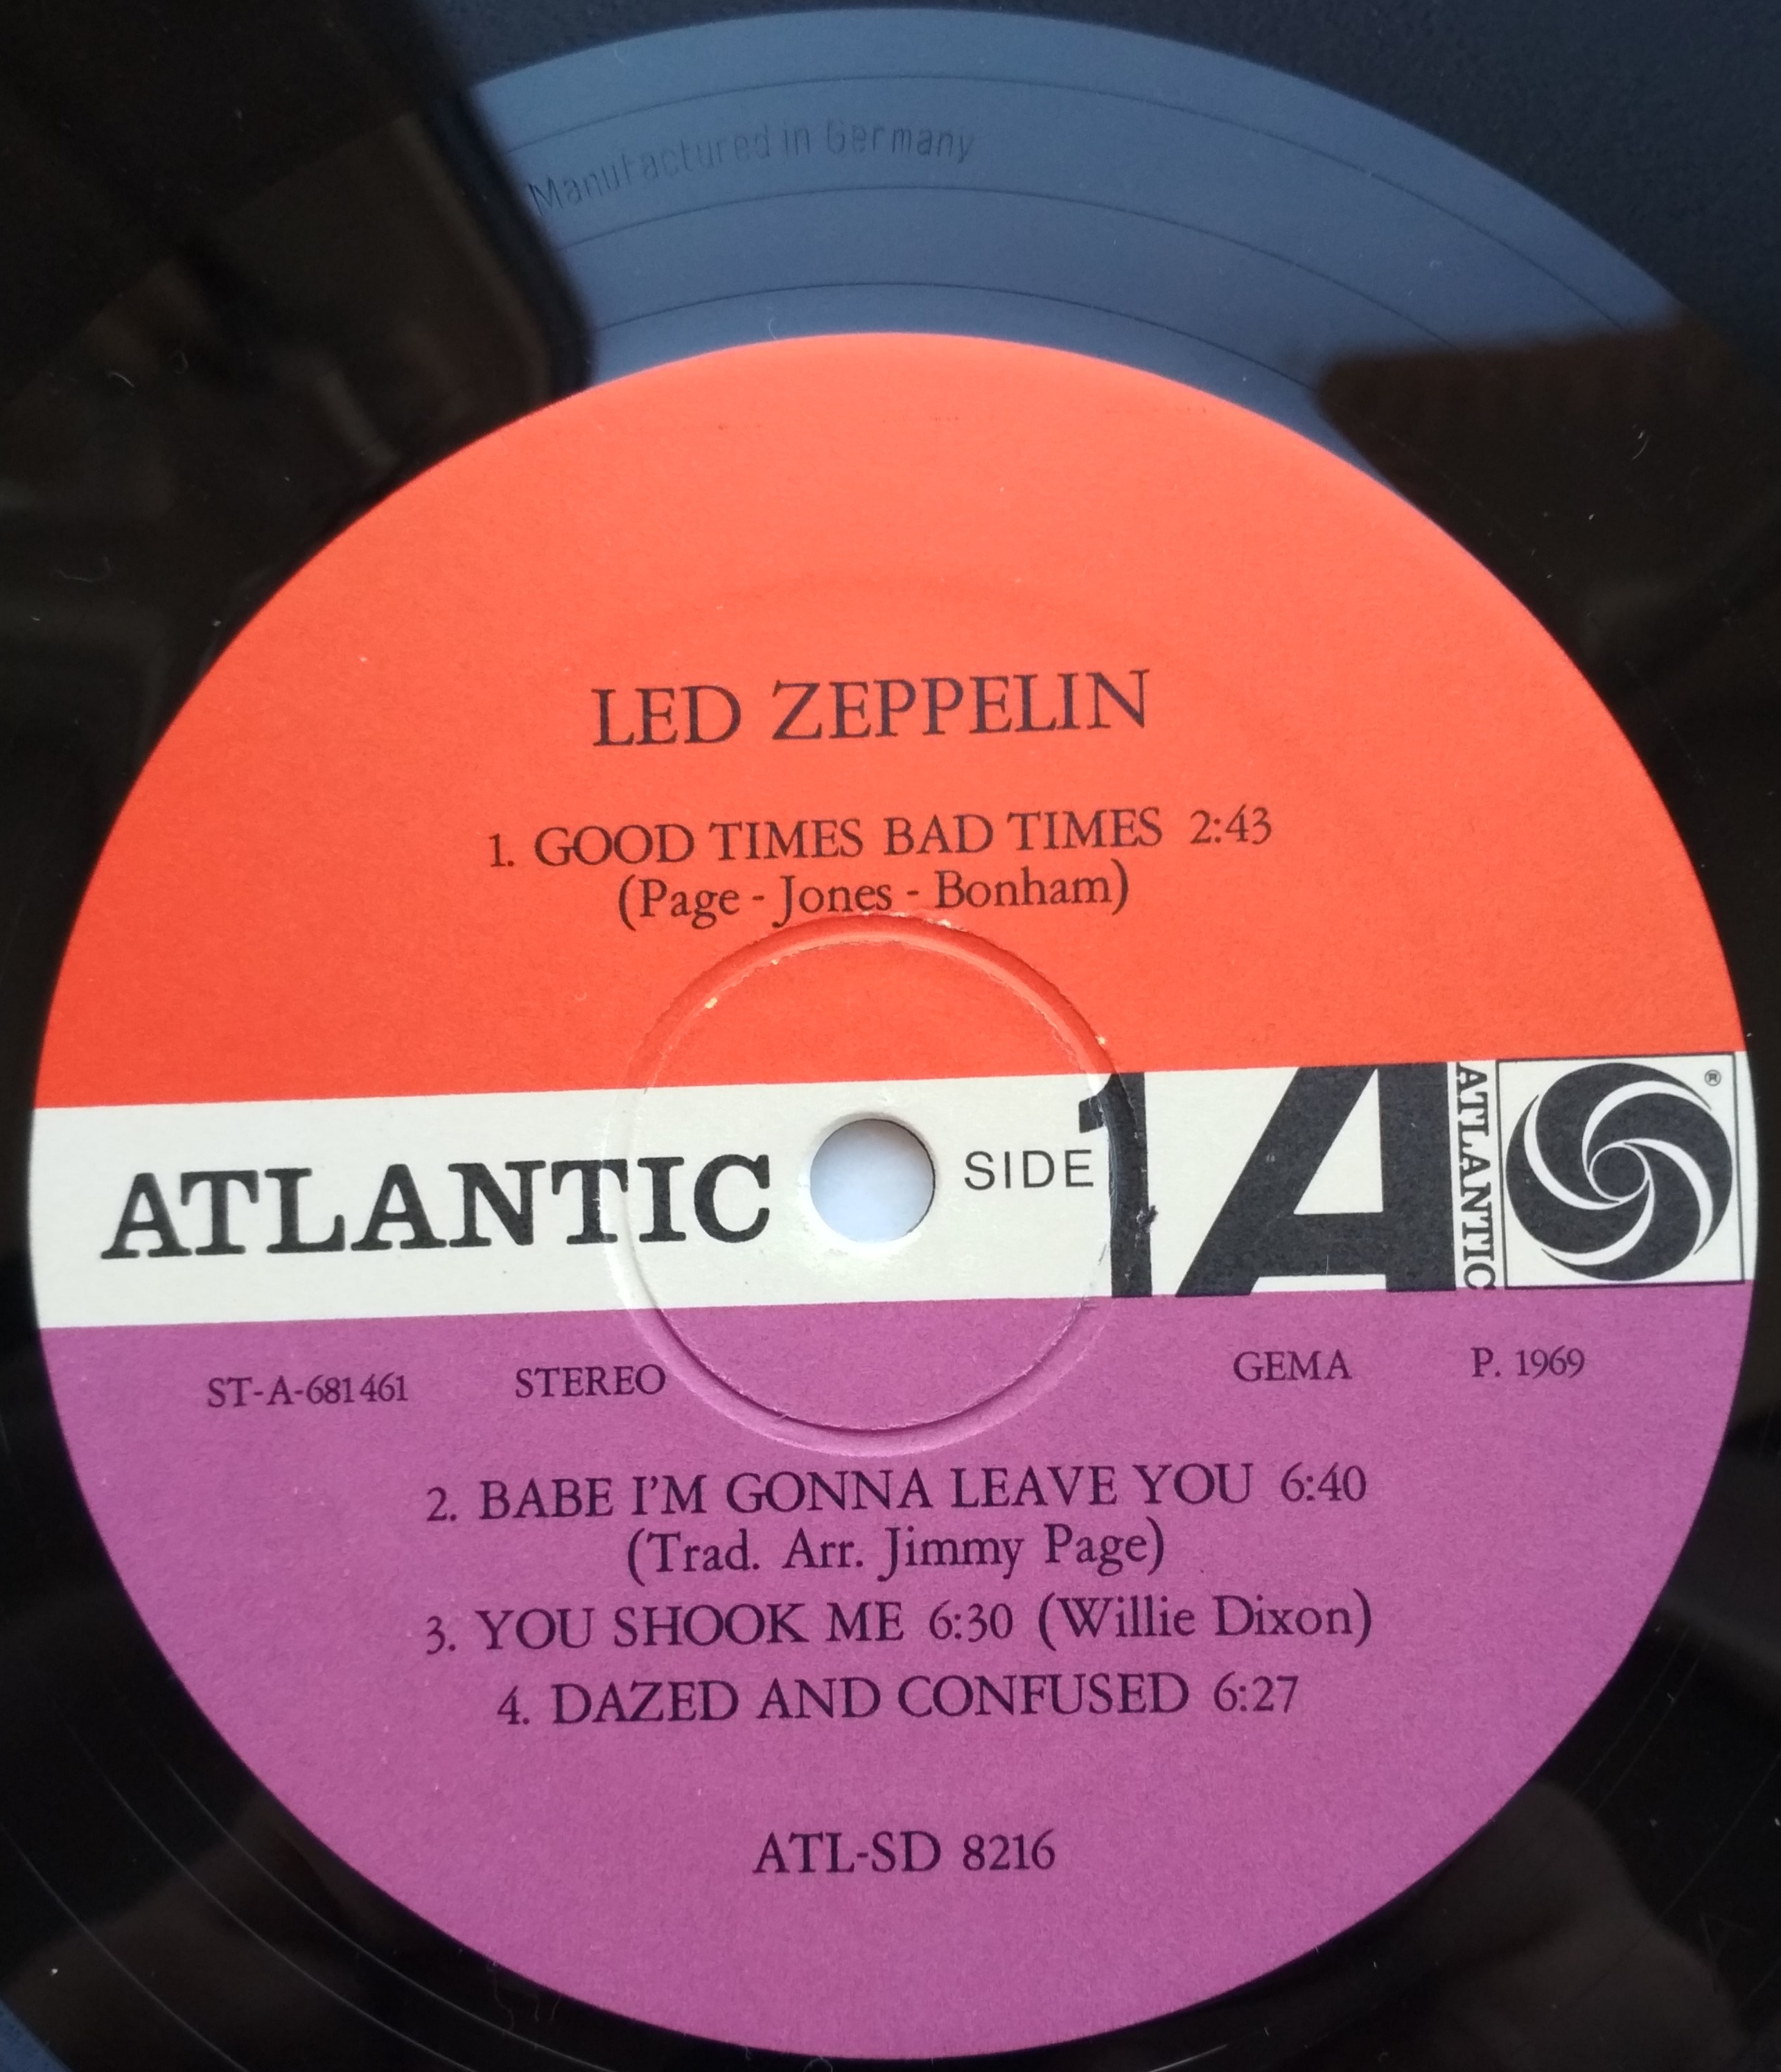 Manufactured in Germany
LED ZEPPELIN
1. GOOD TIMES BAD TIMES 2:43
(Page - Jones - Bonham)
ATLANTIC SIDE 1 A ATLANTIC ®
ST-A-681461 STEREO GEMA P. 1969
2. BABE I'M GONNA LEAVE YOU 6:40
(Trad. Arr. Jimmy Page)
3. YOU SHOOK ME 6:30 (Willie Dixon)
4. DAZED AND CONFUSED 6:27
ATL-SD 8216